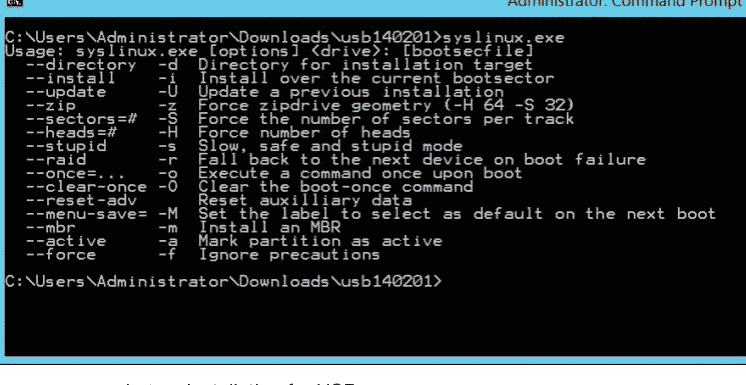 Administrator: Command Prompt
C:\Users\Administrator\Downloads\usb140201>syslinux.exe
Usage: syslinux.exe [options] <drive>: [bootsecfile]
--directory -d Directory for installation target
--install -i Install over the current bootsector
--update -U Update a previous installation
--zip -z Force zipdrive geometry (-H 64 -S 32)
--sectors=# -S Force the number of sectors per track
--heads=# -H Force number of heads
--stupid -s Slow, safe and stupid mode
--raid -r Fall back to the next device on boot failure
--once=... -o Execute a command once upon boot
--clear-once -O Clear the boot-once command
--reset-adv Reset auxilliary data
--menu-save= -M Set the label to select as default on the next boot
--mbr -m Install an MBR
--active -a Mark partition as active
--force -f Ignore precautions
C:\Users\Administrator\Downloads\usb140201>